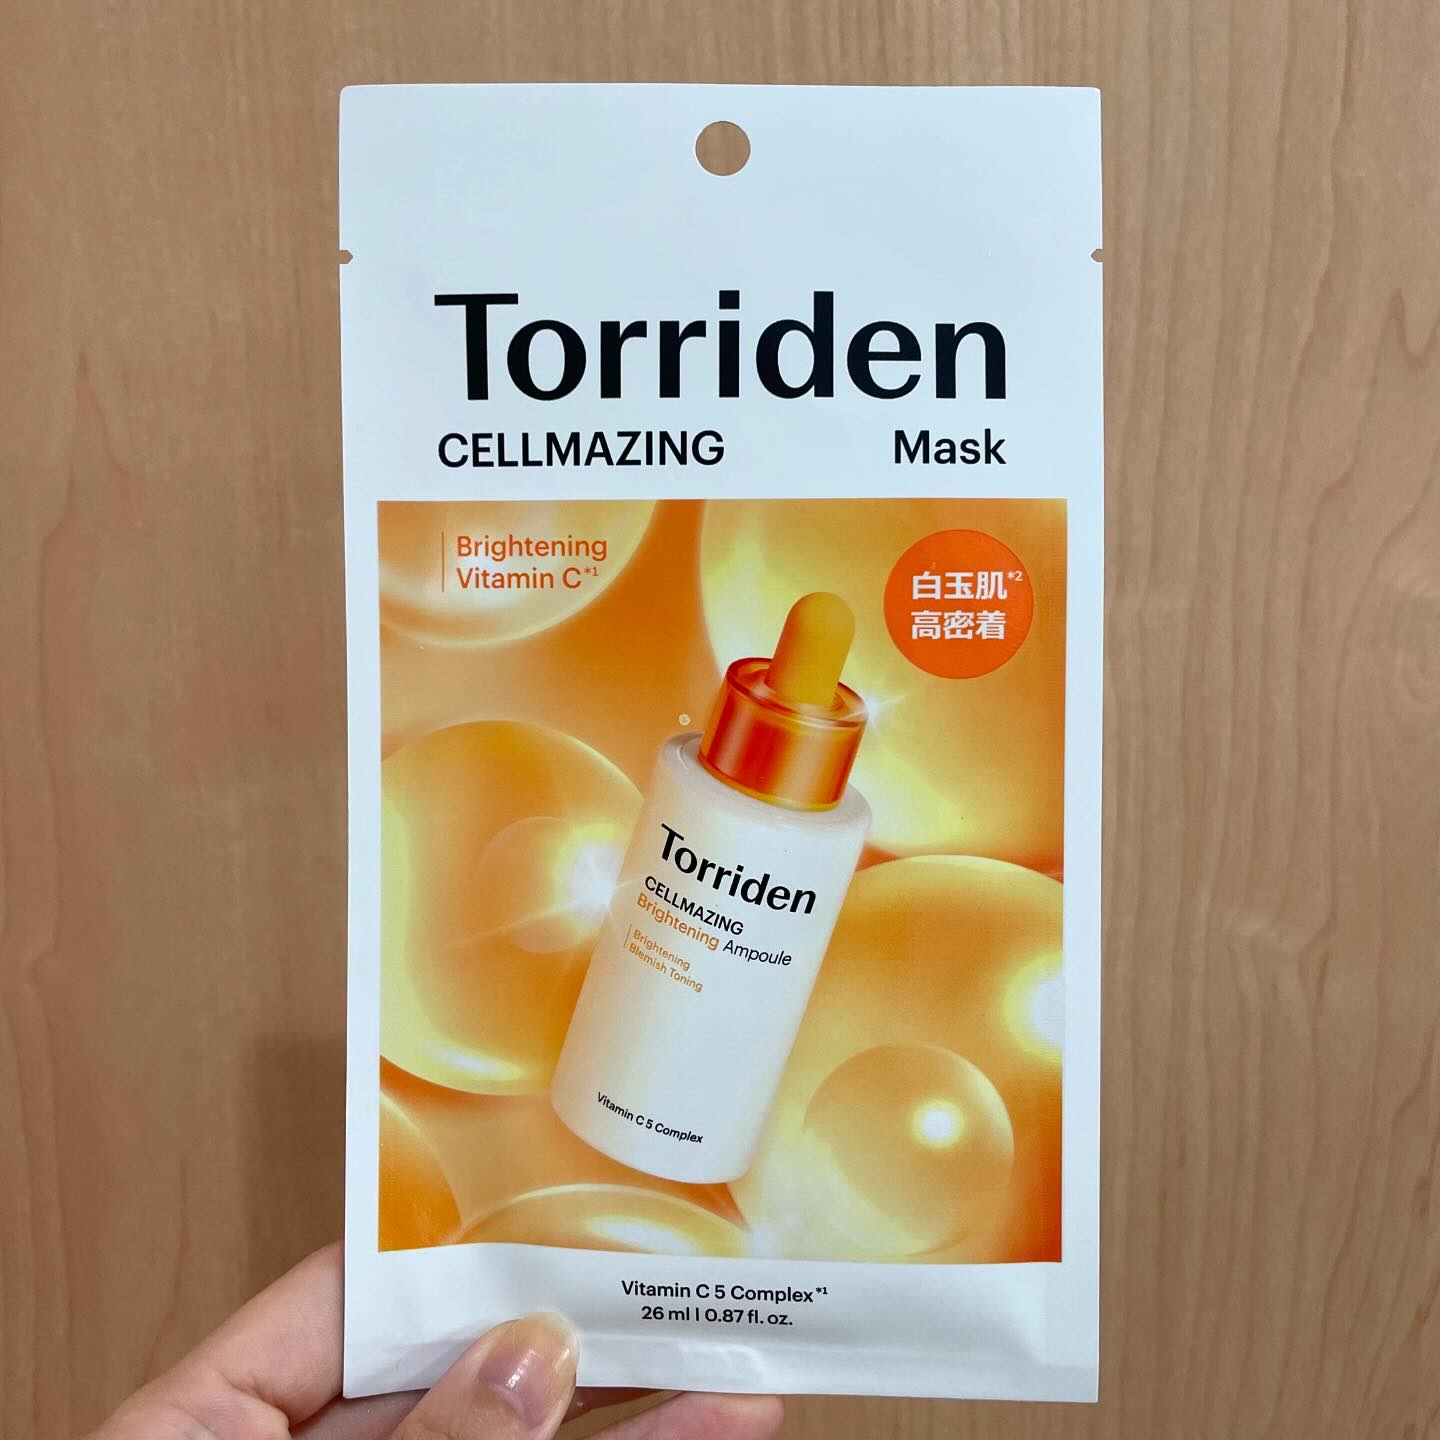 Torriden
CELLMAZING Mask
Brightening
Vitamin C*1
白玉肌*2
高密着
Torriden
CELLMAZING
Brightening Ampoule
Brightening
Blemish Toning
Vitamin C 5 Complex
Vitamin C 5 Complex*1
26 ml | 0.87 fl. oz.